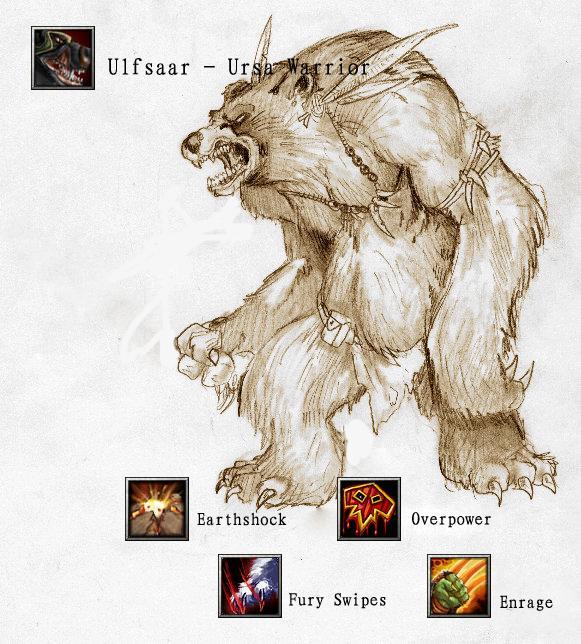 Ulfsaar - Ursa Warrior
Earthshock
Overpower
Fury Swipes
Enrage